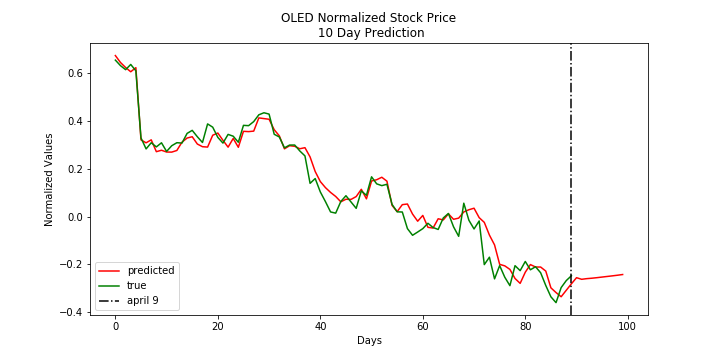 OLED Normalized Stock Price
10 Day Prediction
Normalized Values
0.6
0.4
0.2
0.0
−0.2
−0.4
predicted
true
april 9
0
20
40
60
80
100
Days